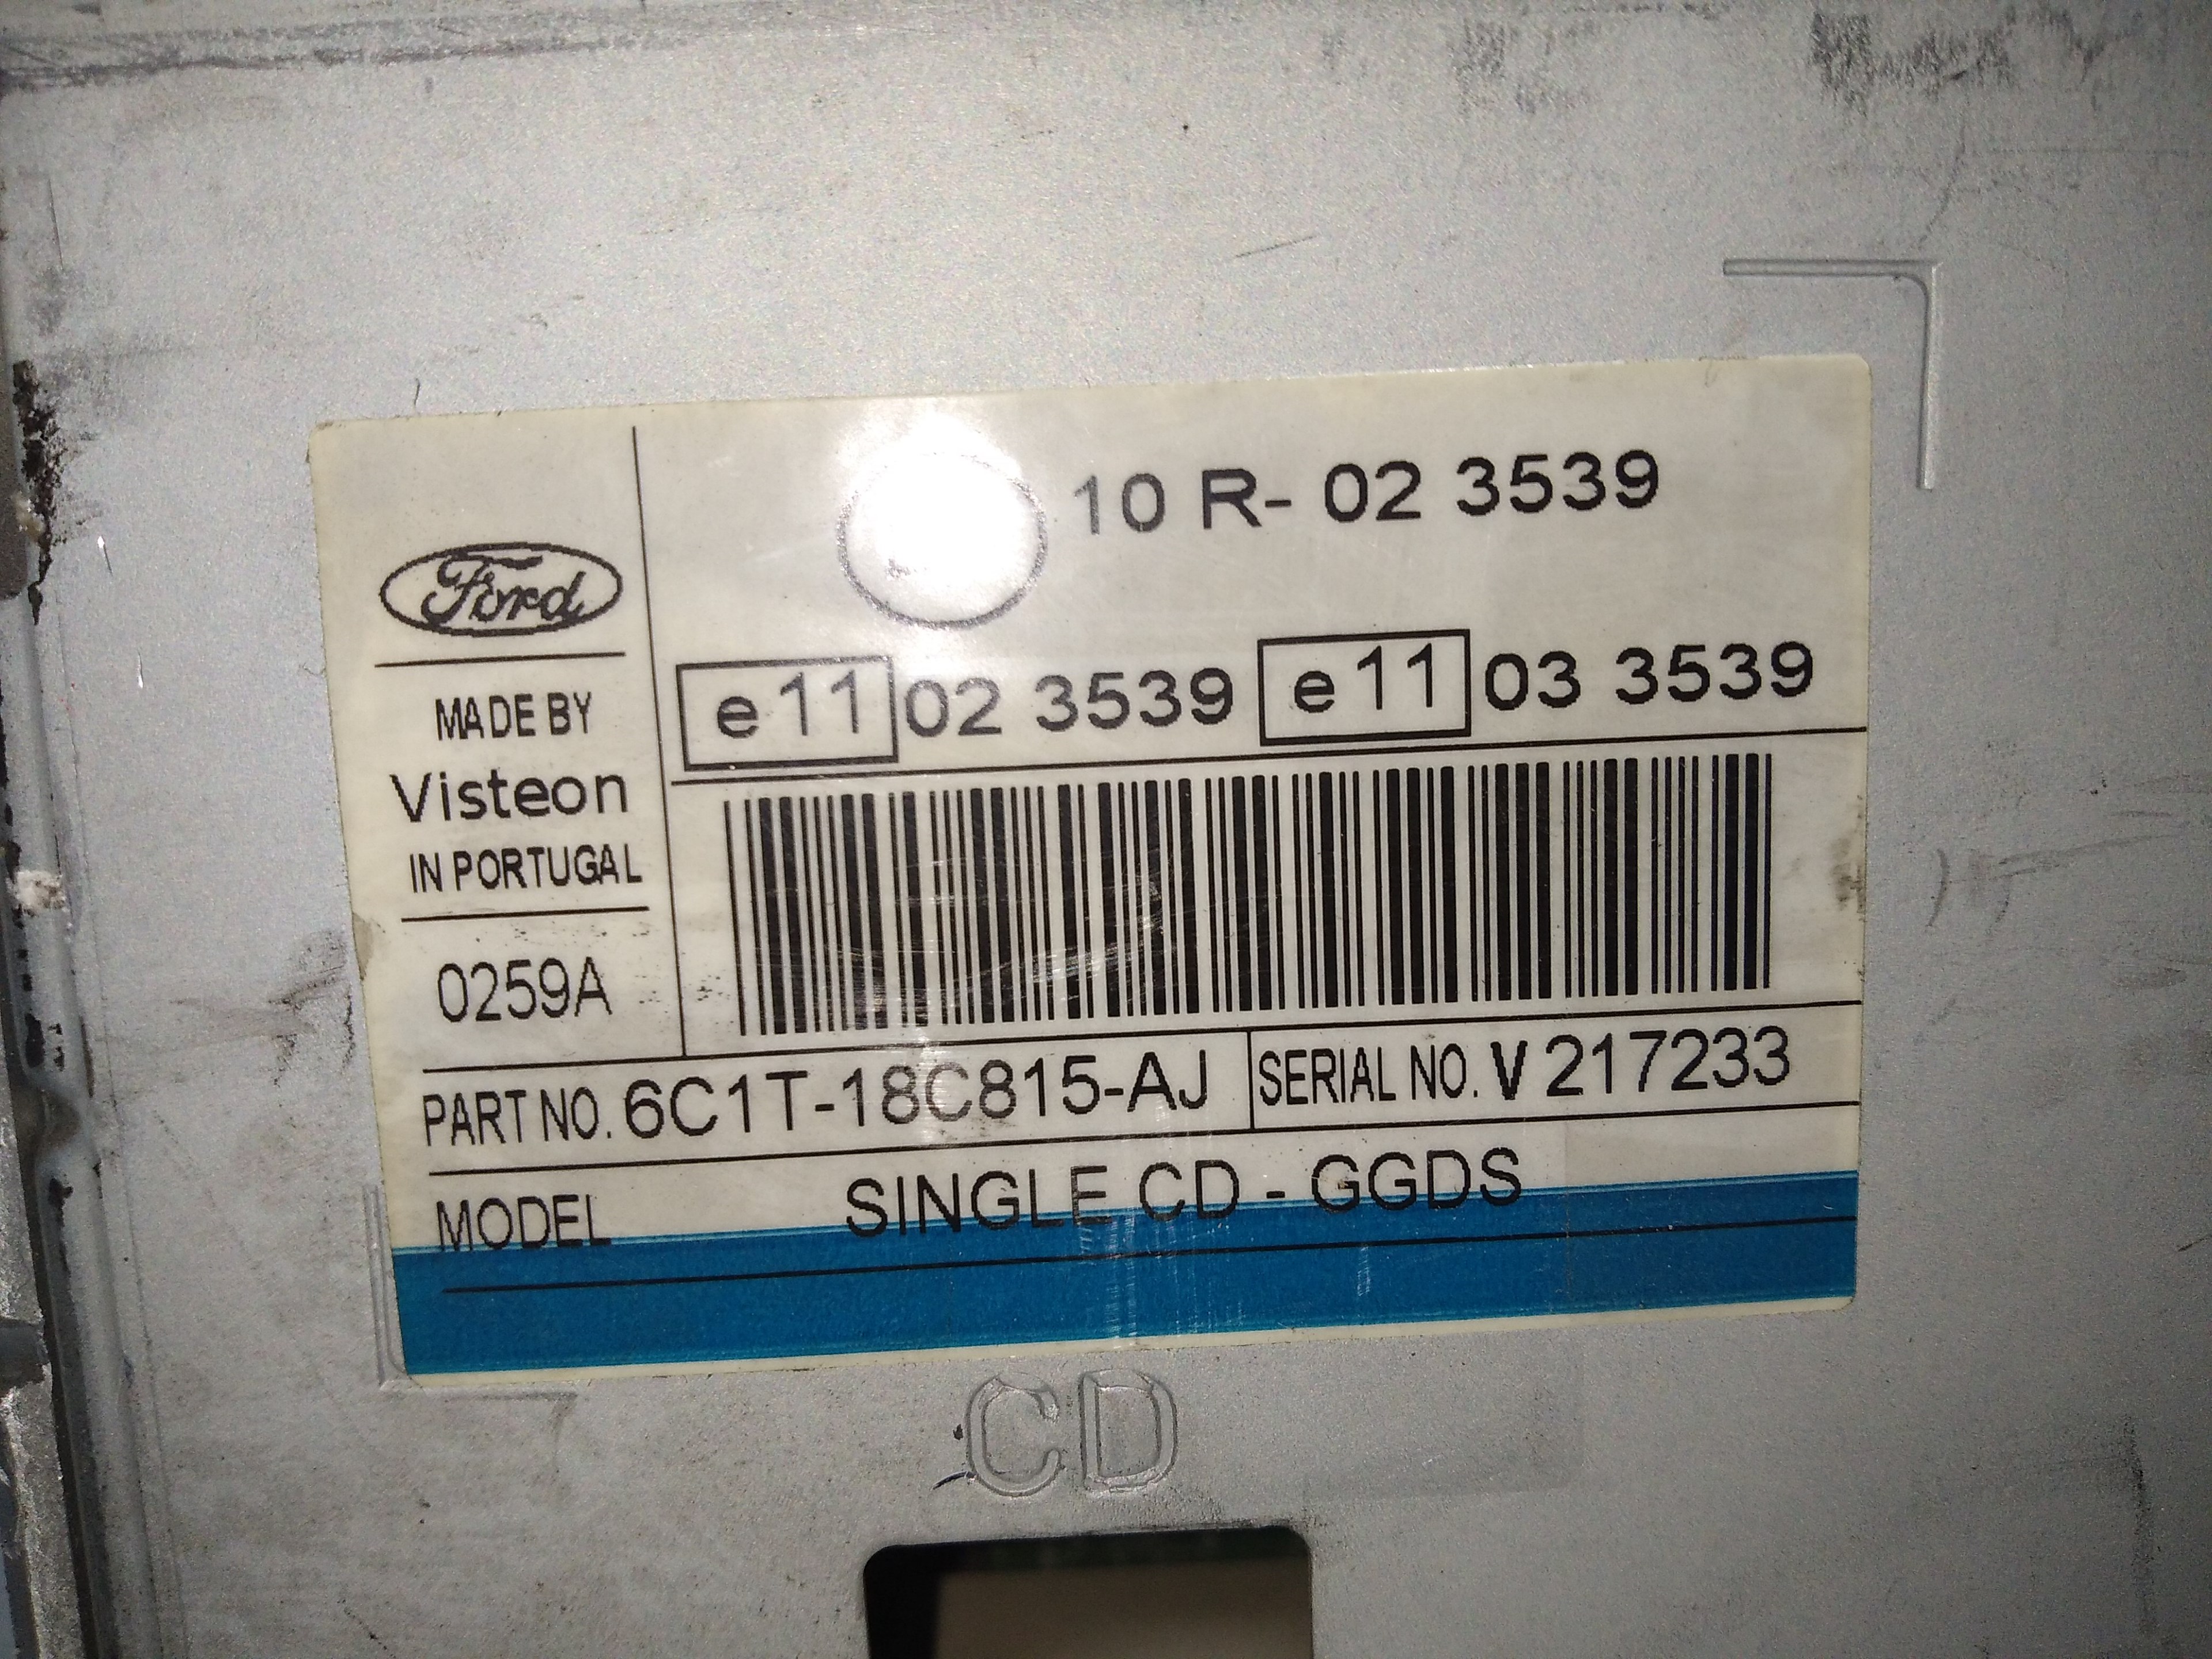 10 R- 02 3539
Ford
e11 02 3539 e11 03 3539
MADE BY
Visteon
IN PORTUGAL
0259A
PART NO. 6C1T-18C815-AJ SERIAL NO. V 217233
MODEL SINGLE CD - GGDS
CD